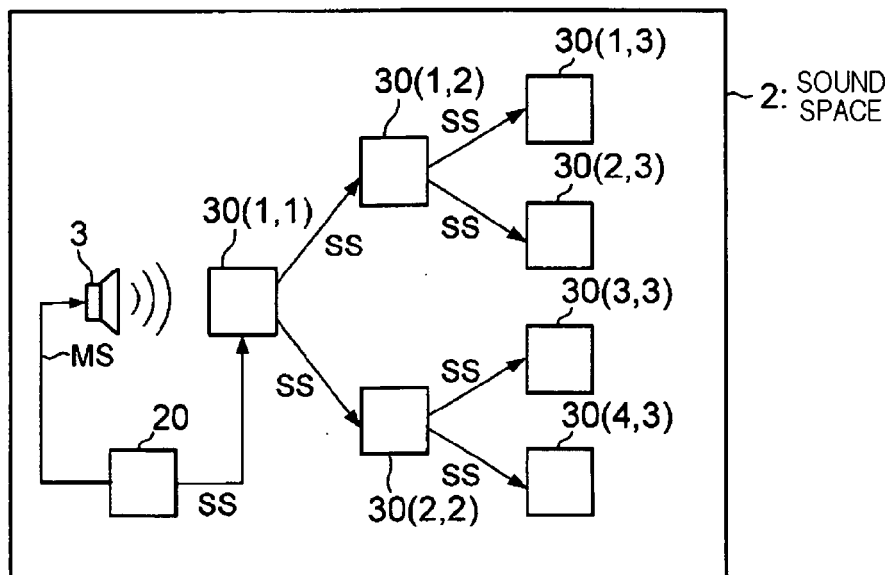 30(1,3)
30(1,2)
SS
2: SOUND
SPACE
SS
30(2,3)
30(1,1)
3
SS
30(3,3)
MS
SS
SS
30(4,3)
20
SS
SS
30(2,2)